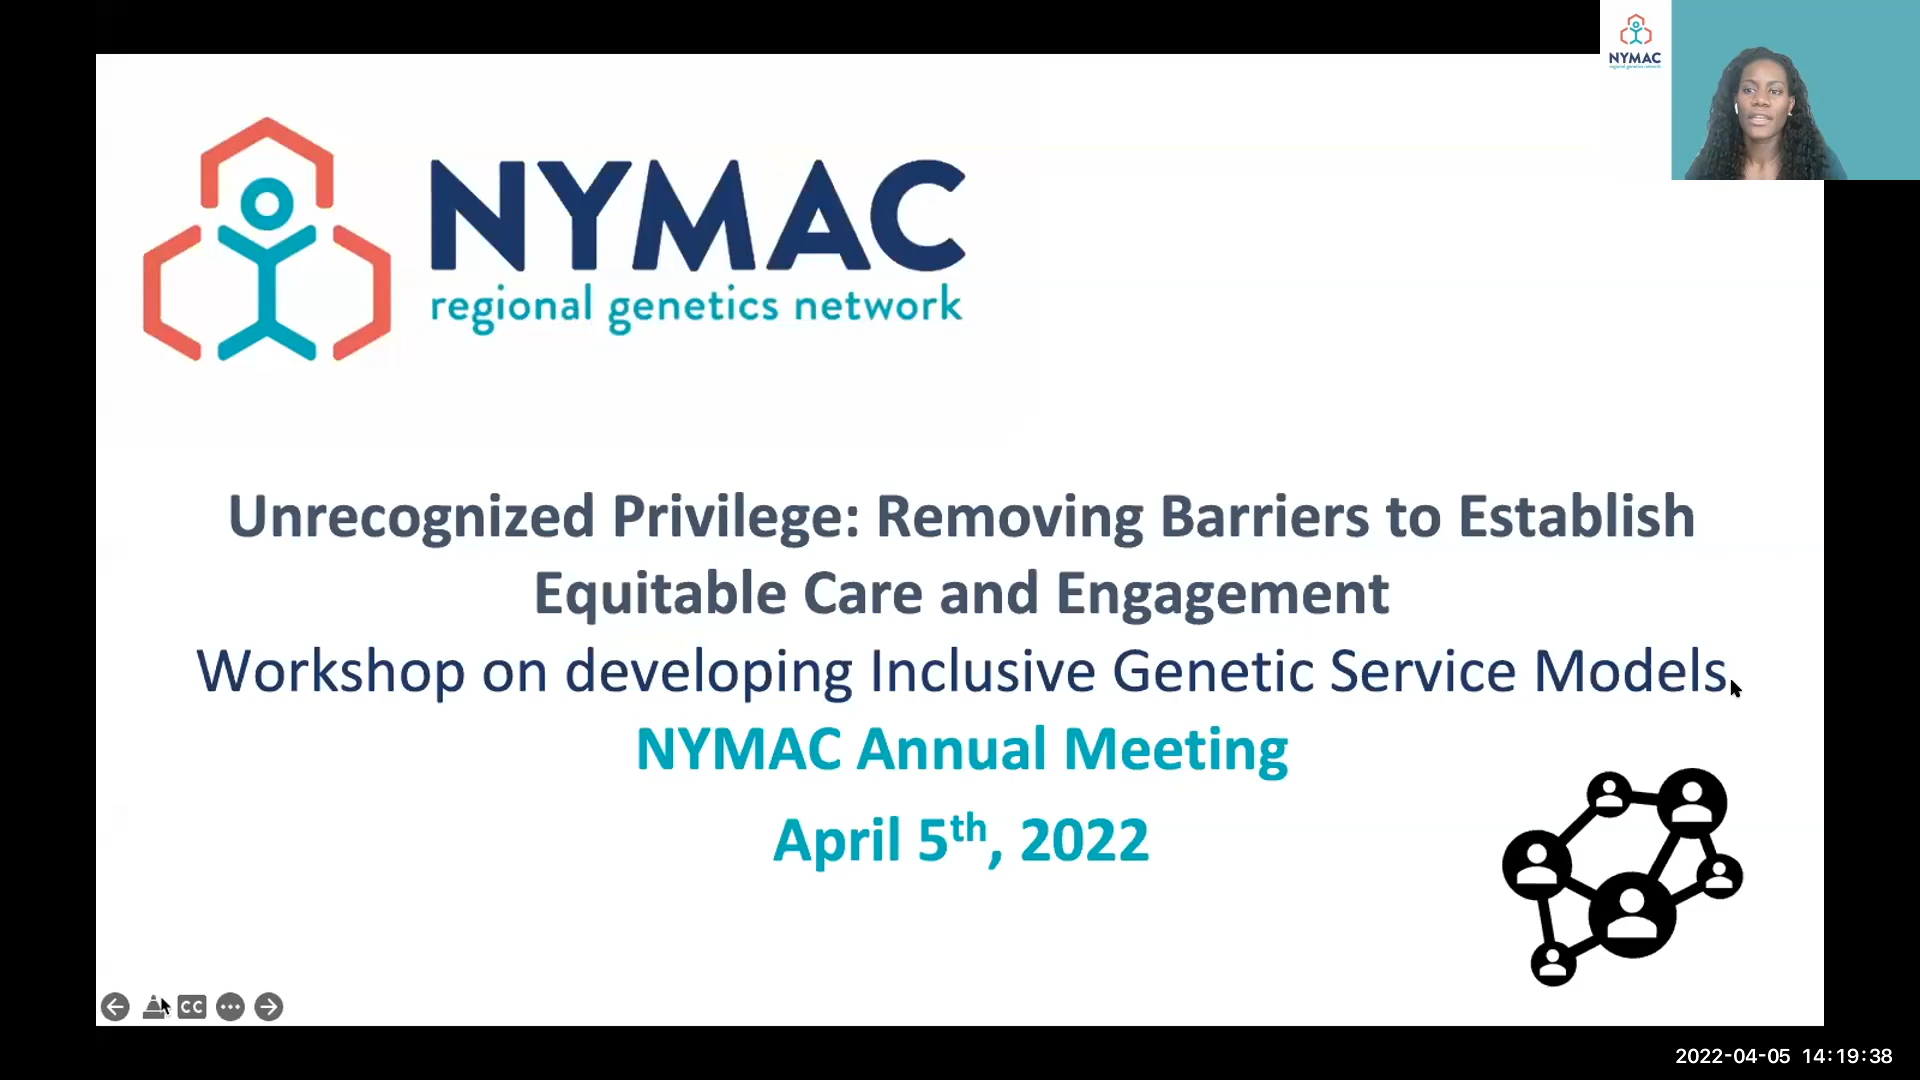 NYMAC
NYMAC
regional genetics network
Unrecognized Privilege: Removing Barriers to Establish
Equitable Care and Engagement
Workshop on developing Inclusive Genetic Service Models
NYMAC Annual Meeting
April 5th, 2022
CC
2022-04-05 14:19:38